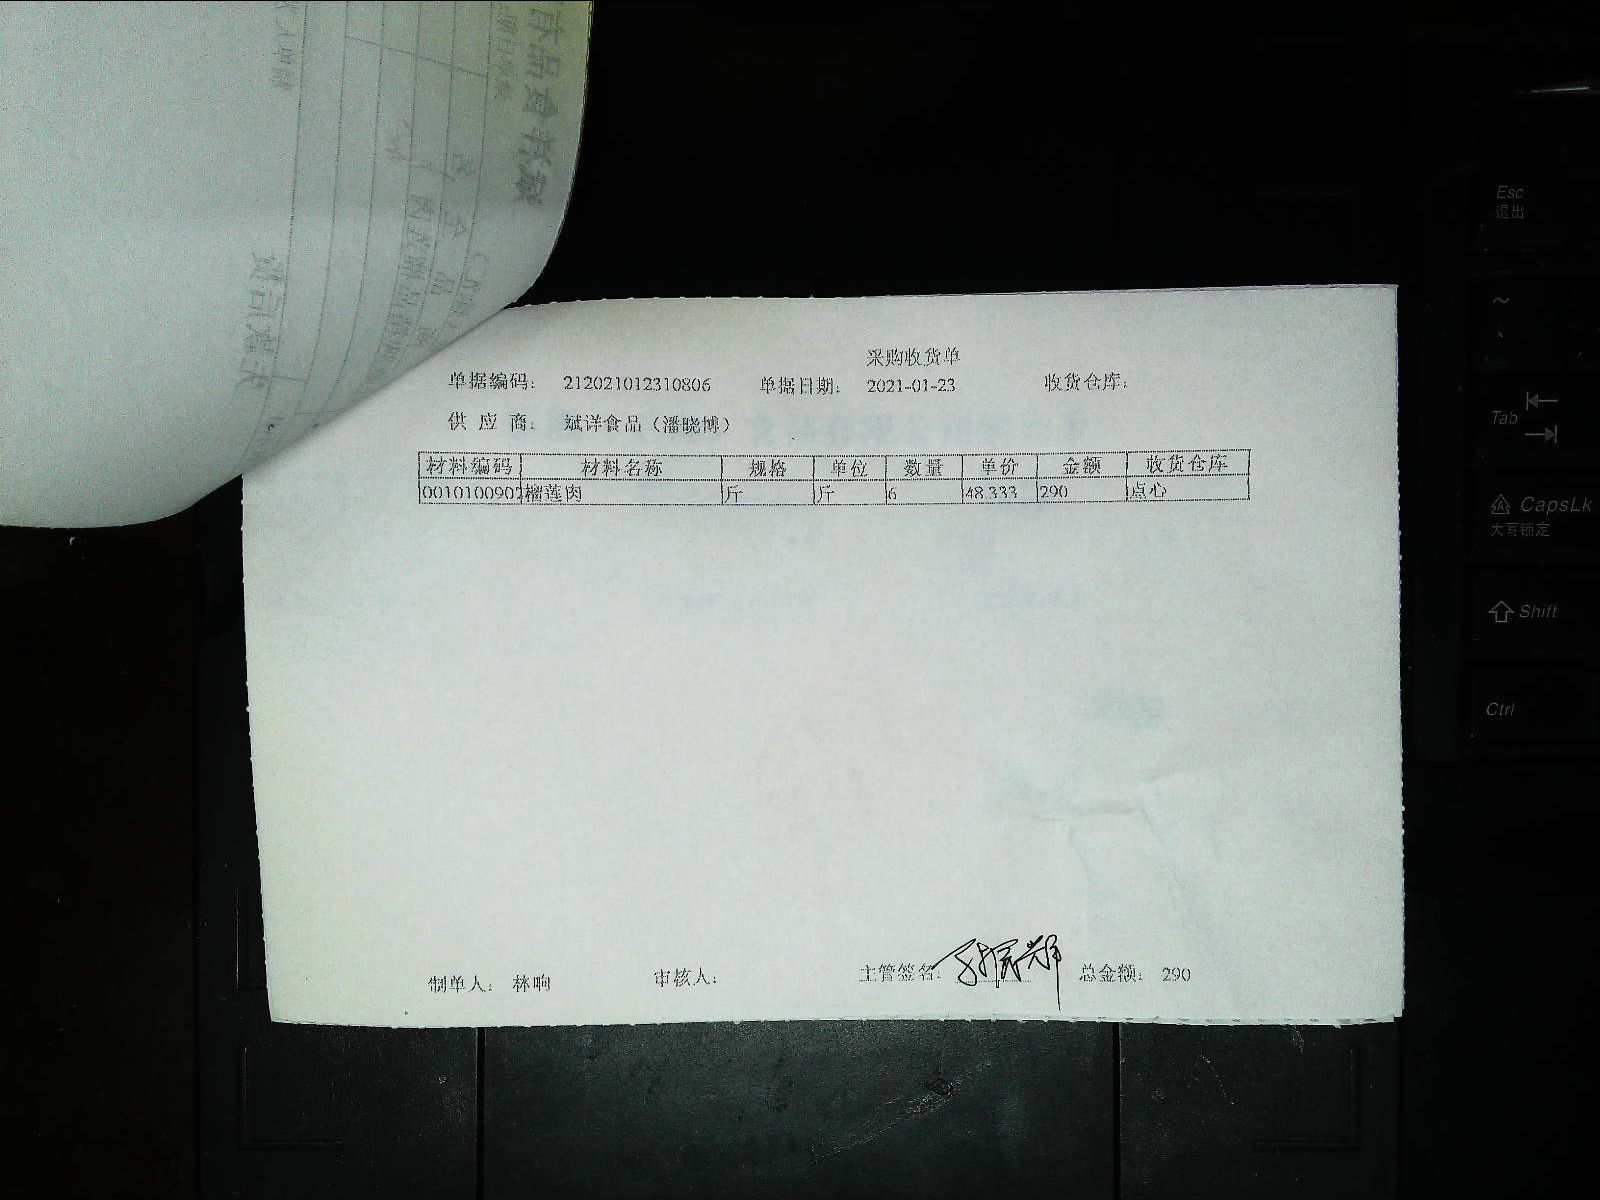 采购收货单
单据编码： 212021012310806 单据日期： 2021-01-23 收货仓库：
供 应 商： 斌详食品（潘晓博）
材料编码 材料名称 规格 单位 数量 单价 金额 收货仓库
0010100902 榴莲肉 斤 斤 6 48.333 290 点心
制单人： 林响 审核人： 主管签名： 总金额： 290
Esc
退出
~
Tab
CapsLk
大写锁定
Shift
Ctrl